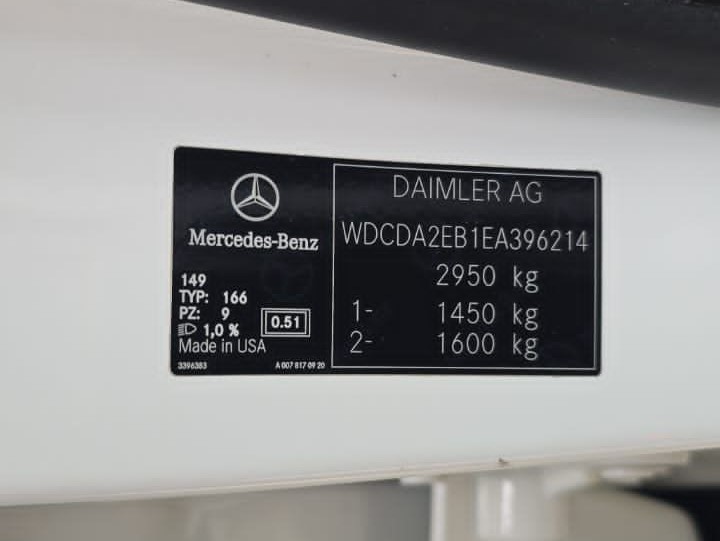 Mercedes-Benz
149
TYP: 166
PZ: 9
1,0 %
0.51
Made in USA
3396383
A 007 817 09 20
DAIMLER AG
WDCDA2EB1EA396214
2950 kg
1- 1450 kg
2- 1600 kg